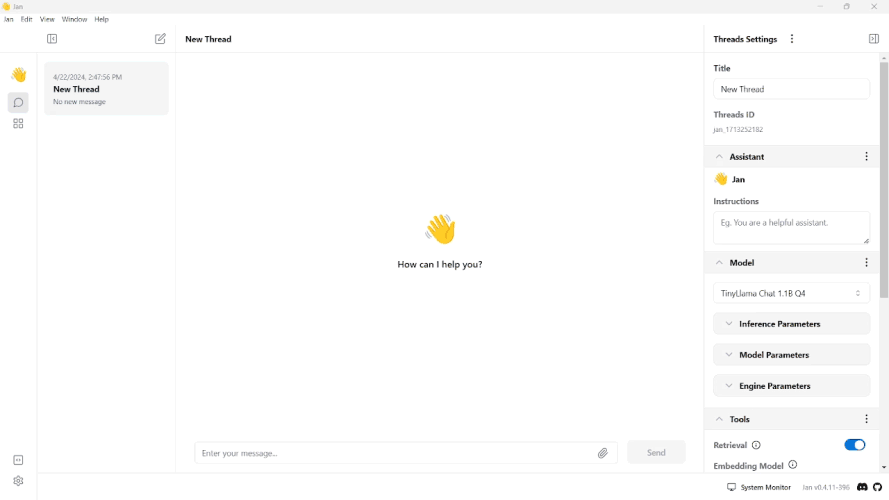 Jan
Jan Edit View Window Help
New Thread
Threads Settings
4/22/2024, 2:47:56 PM
New Thread
No new message
How can I help you?
Enter your message...
Send
Title
New Thread
Threads ID
jan_1713252182
Assistant
Jan
Instructions
Eg. You are a helpful assistant.
Model
TinyLlama Chat 1.1B Q4
Inference Parameters
Model Parameters
Engine Parameters
Tools
Retrieval
Embedding Model
System Monitor
Jan v0.4.11-396